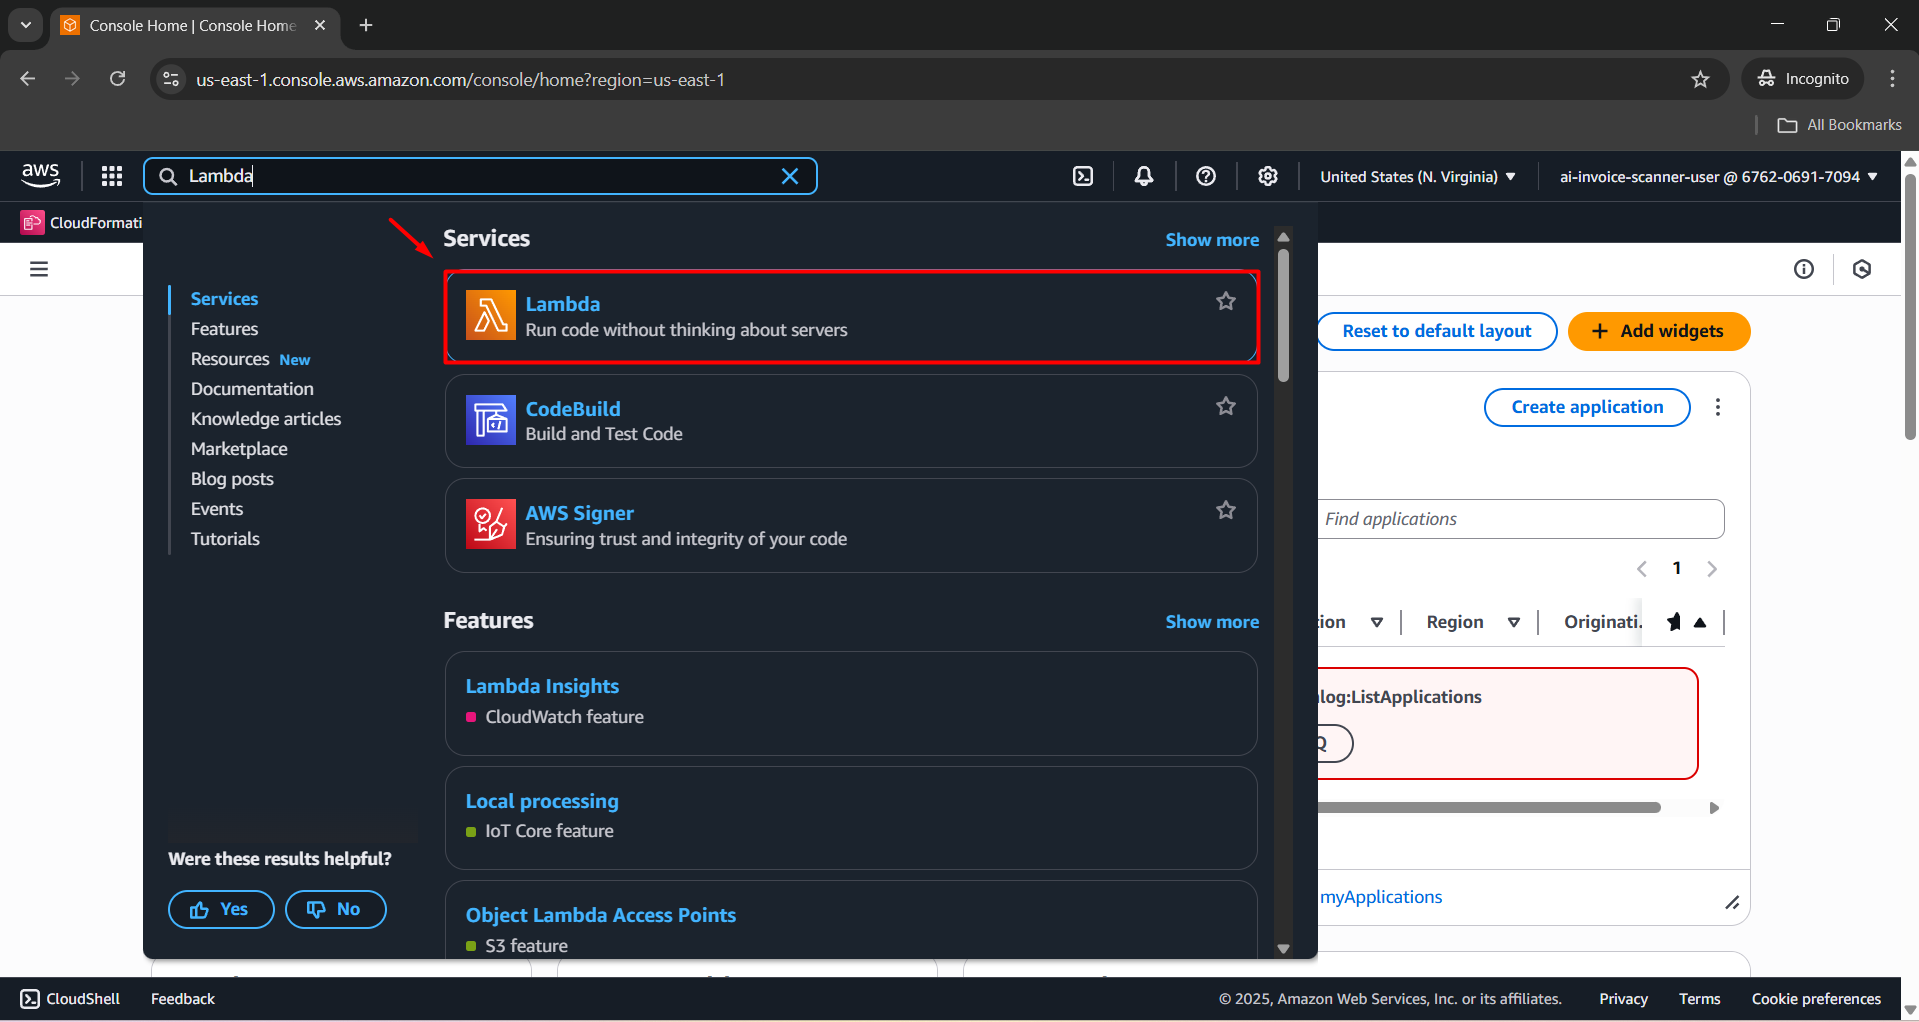 Console Home | Console Home
us-east-1.console.aws.amazon.com/console/home?region=us-east-1
Incognito
All Bookmarks
aws
Lambda
United States (N. Virginia)
ai-invoice-scanner-user @ 6762-0691-7094
CloudFormati
Services
Show more
Services
Features
Resources New
Documentation
Knowledge articles
Marketplace
Blog posts
Events
Tutorials
Lambda
Run code without thinking about servers
CodeBuild
Build and Test Code
AWS Signer
Ensuring trust and integrity of your code
Features
Show more
Lambda Insights
CloudWatch feature
Local processing
IoT Core feature
Object Lambda Access Points
S3 feature
Were these results helpful?
Yes
No
Reset to default layout
+ Add widgets
Create application
Find applications
1
tion
Region
Originati.
log:ListApplications
Q
myApplications
CloudShell
Feedback
© 2025, Amazon Web Services, Inc. or its affiliates.
Privacy
Terms
Cookie preferences